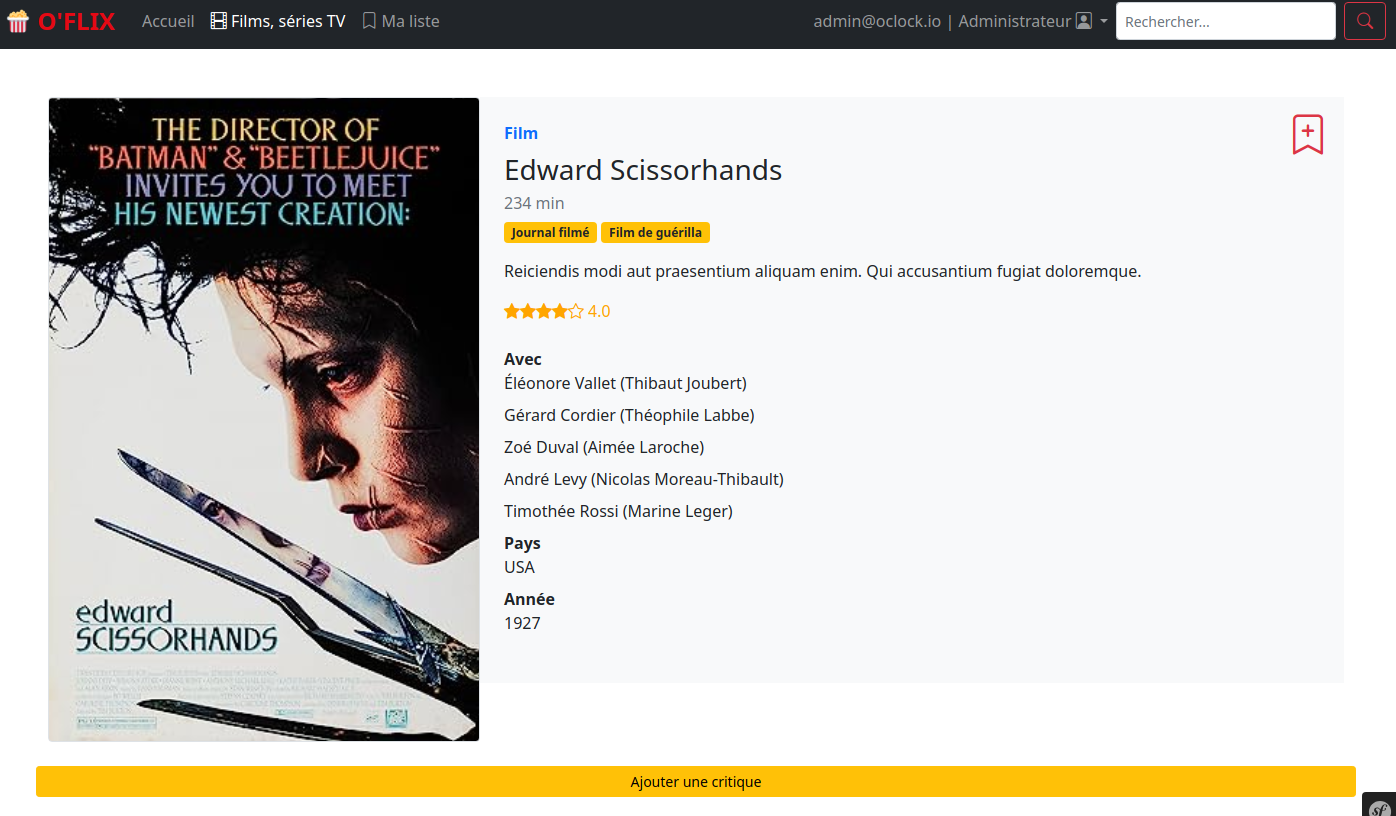 O'FLIX
Accueil
Films, séries TV
Ma liste
admin@oclock.io | Administrateur
Rechercher...
THE DIRECTOR OF
"BATMAN" & "BEETLEJUICE"
INVITES YOU TO MEET
HIS NEWEST CREATION:
edward
SCISSORHANDS
Film
Edward Scissorhands
234 min
Journal filmé
Film de guérilla
Reiciendis modi aut praesentium aliquam enim. Qui accusantium fugiat doloremque.
4.0
Avec
Éléonore Vallet (Thibaut Joubert)
Gérard Cordier (Théophile Labbe)
Zoé Duval (Aimée Laroche)
André Levy (Nicolas Moreau-Thibault)
Timothée Rossi (Marine Leger)
Pays
USA
Année
1927
Ajouter une critique
sf